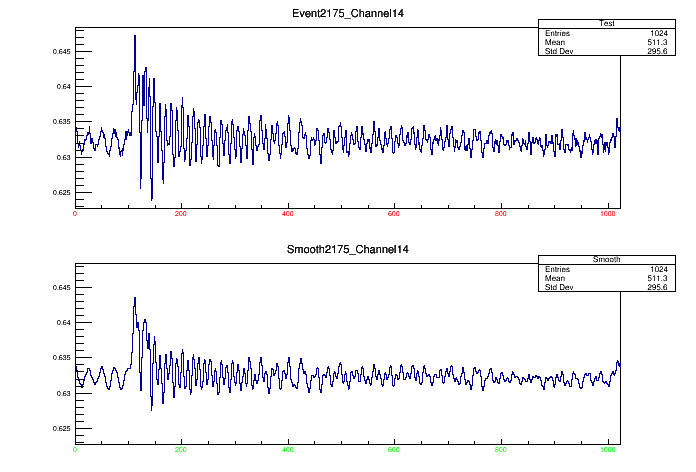 Event2175_Channel14
Test
Entries 1024
Mean 511.3
Std Dev 295.6
0.645
0.64
0.635
0.63
0.625
0 200 400 600 800 1000
Smooth2175_Channel14
Smooth
Entries 1024
Mean 511.3
Std Dev 295.6
0.645
0.64
0.635
0.63
0.625
0 200 400 600 800 1000